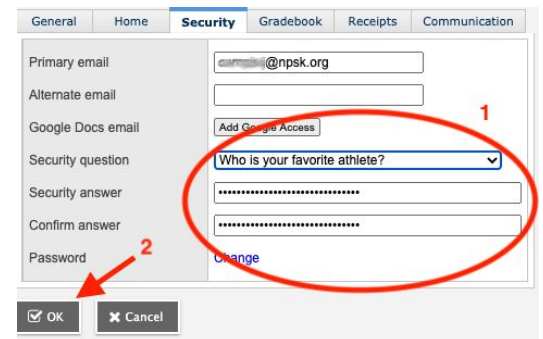 General Home Security Gradebook Receipts Communication
Primary email @npsk.org
Alternate email
Google Docs email Add Google Access
1
Security question Who is your favorite athlete?
Security answer ••••••••••••••••••••••••••••••••
Confirm answer ••••••••••••••••••••••••••••••••
Password Change
2
OK Cancel